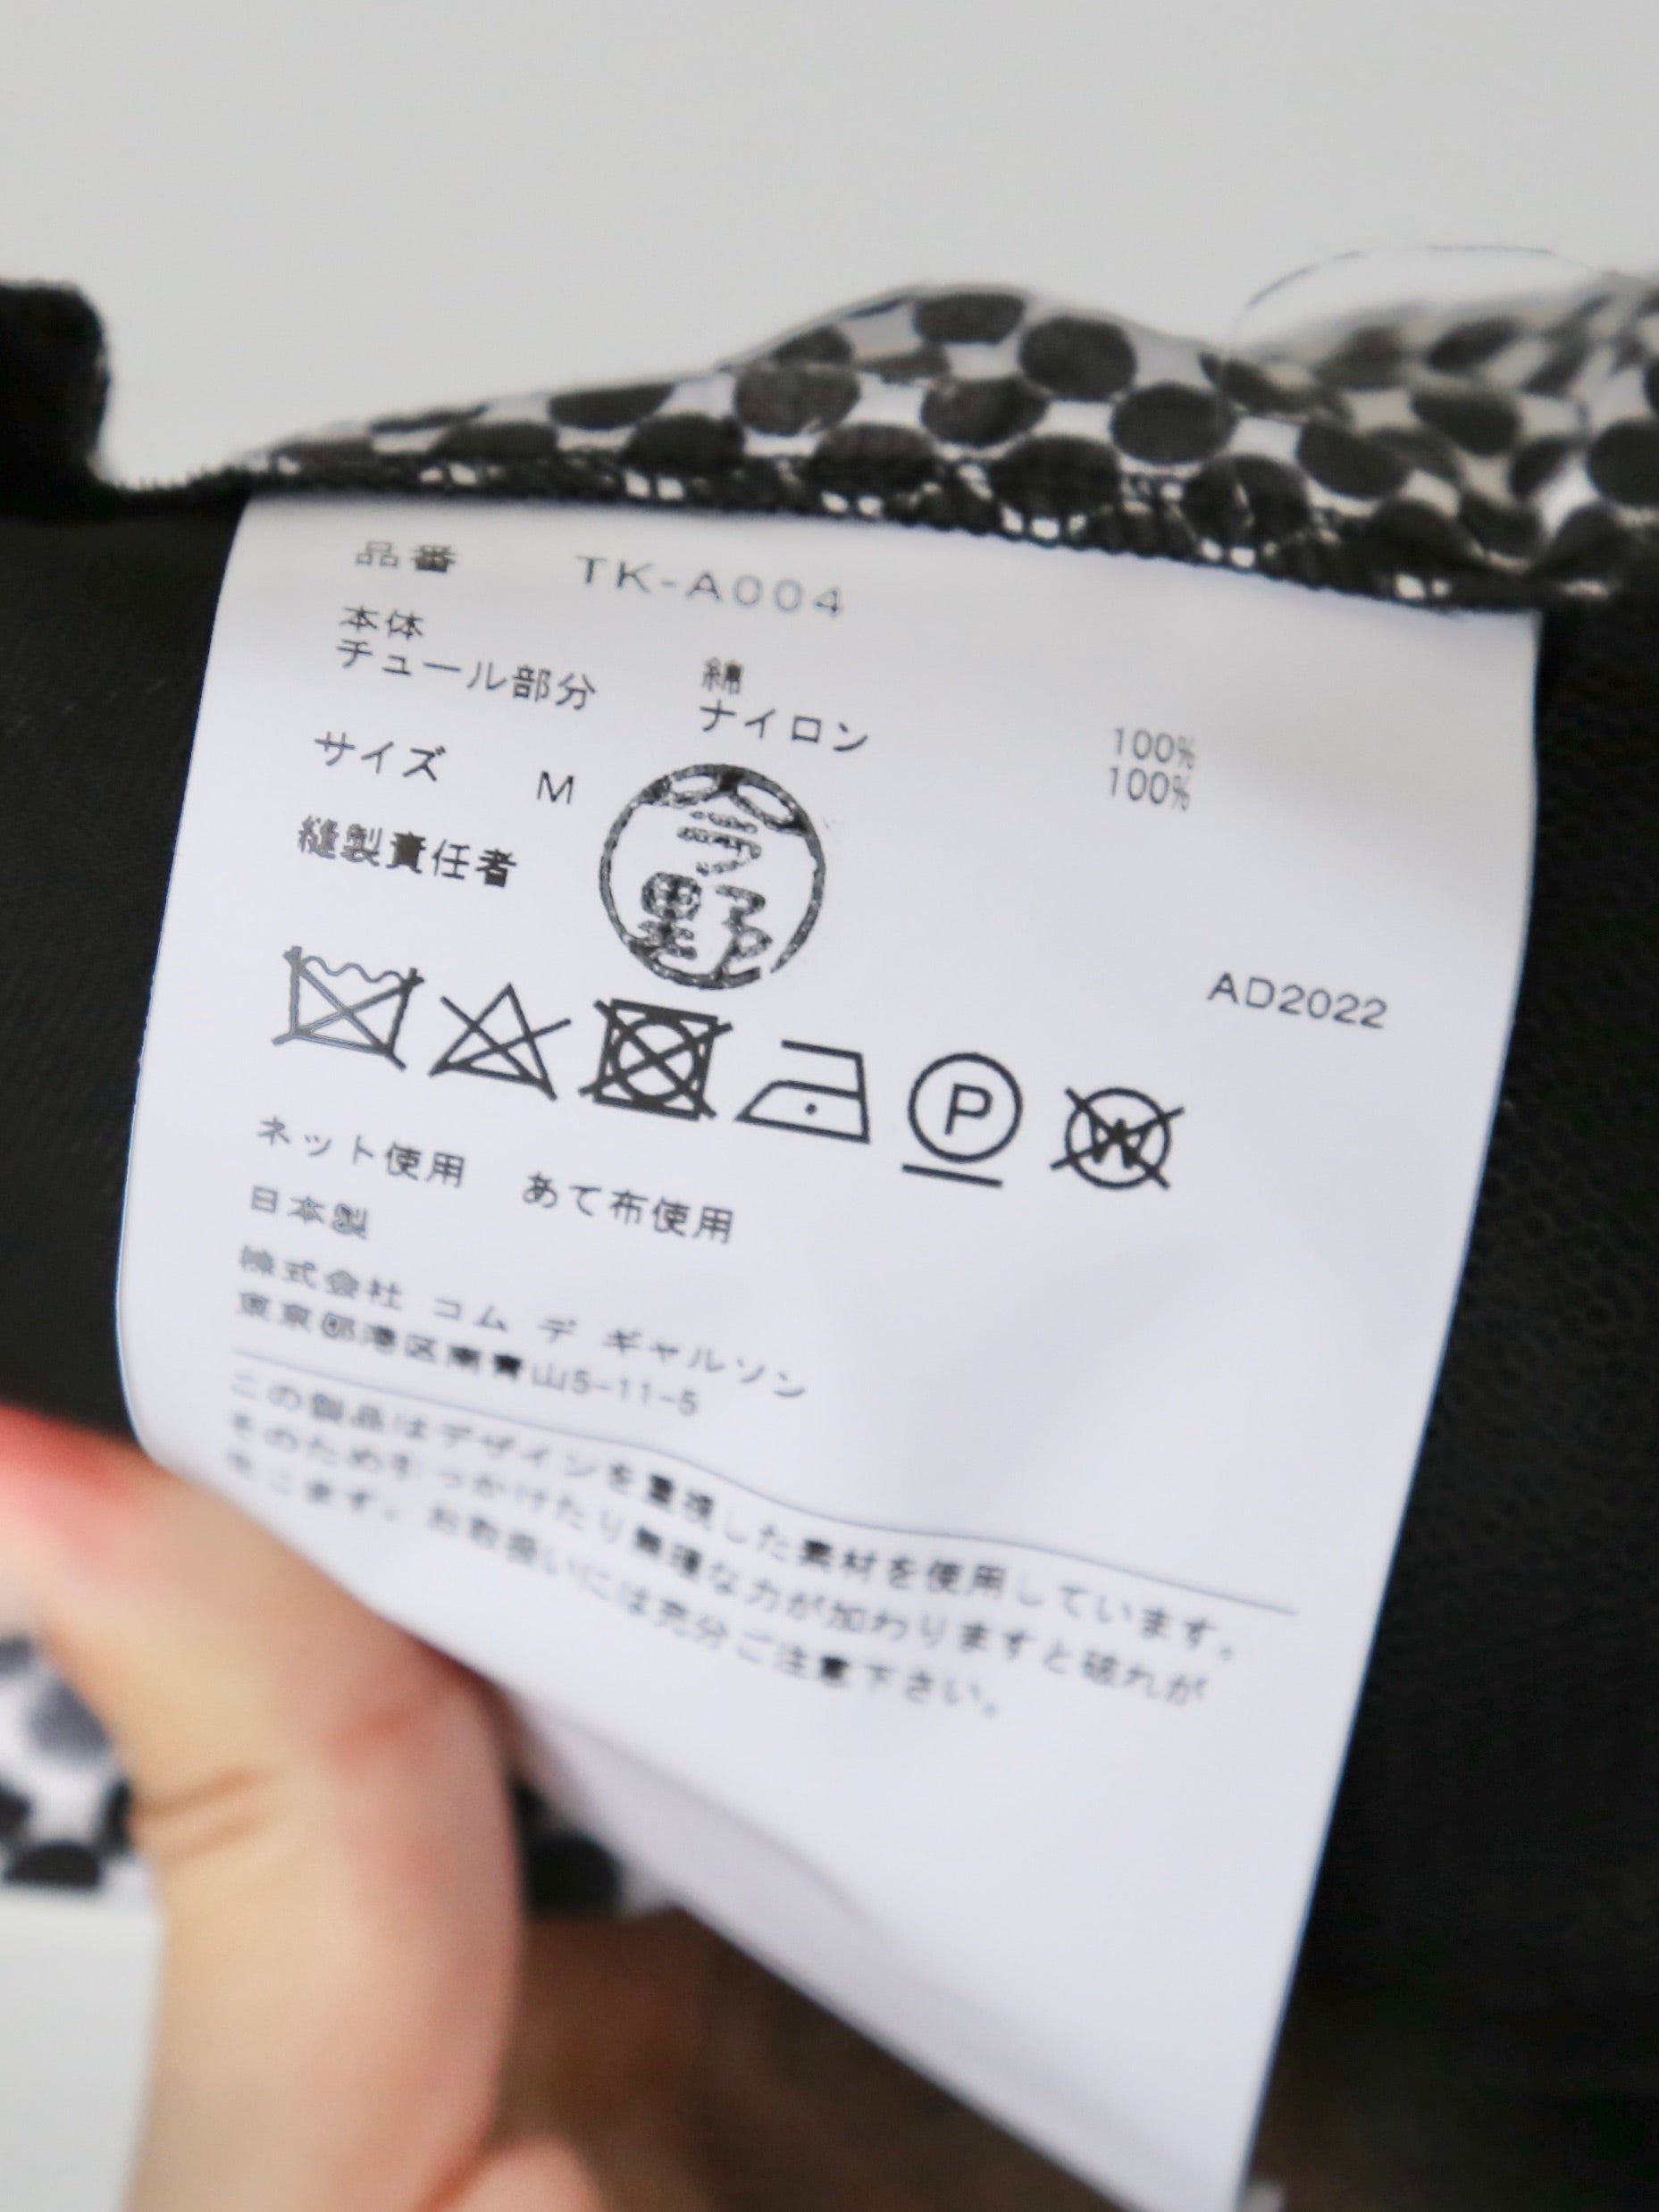 品番 TK-A004
本体 綿 100%
チュール部分 ナイロン 100%
サイズ M
縫製責任者 今野
AD2022
P W
ネット使用 あて布使用
日本製
株式会社 コム デ ギャルソン
東京都港区南青山5-11-5
この製品はデザインを重視した素材を使用しています。
そのため引っかけたり無理な力が加わりますと破れが
もこます。お取扱いには充分ご注意下さい。